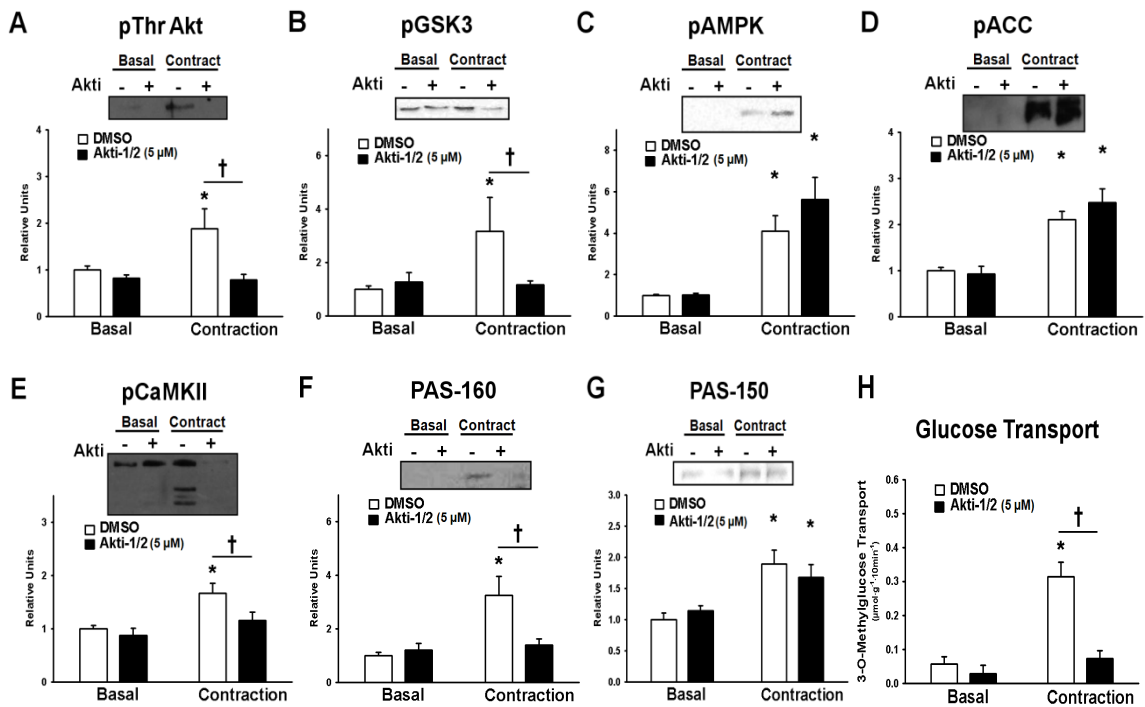 A
pThr Akt
Basal Contract
Akti - + - +
DMSO
Akti-1/2 (5 µM)
†
*
Relative Units
4
3
2
1
0
Basal Contraction
B
pGSK3
Basal Contract
Akti - + - +
DMSO
Akti-1/2 (5 µM)
†
*
Relative Units
6
4
2
0
Basal Contraction
C
pAMPK
Basal Contract
Akti - + - +
DMSO
Akti-1/2 (5 µM)
*
*
Relative Units
8
6
4
2
0
Basal Contraction
D
pACC
Basal Contract
Akti - + - +
DMSO
Akti-1/2 (5 µM)
*
*
Relative Units
4
3
2
1
0
Basal Contraction
E
pCaMKII
Basal Contract
Akti - + - +
DMSO
Akti-1/2 (5 µM)
†
*
Relative Units
3
2
1
0
Basal Contraction
F
PAS-160
Basal Contract
Akti - + - +
DMSO
Akti-1/2 (5 µM)
†
*
Relative Units
6
4
2
0
Basal Contraction
G
PAS-150
Basal Contract
Akti - + - +
DMSO
Akti-1/2 (5 µM)
*
*
Relative Units
3.0
2.5
2.0
1.5
1.0
0.5
0.0
Basal Contraction
H
Glucose Transport
DMSO
Akti-1/2 (5 µM)
†
*
3-O-Methylglucose Transport
(µmol·g⁻¹·10min⁻¹)
0.6
0.5
0.4
0.3
0.2
0.1
0.0
Basal Contraction